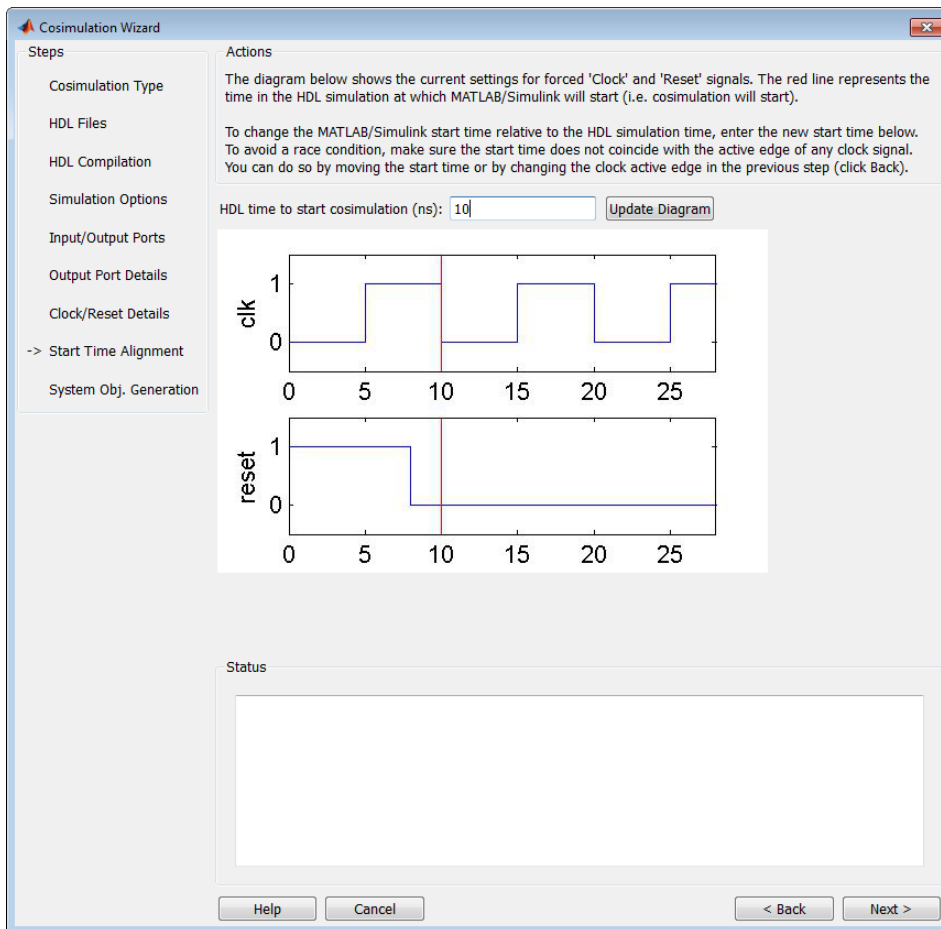 Cosimulation Wizard
Steps
Cosimulation Type
HDL Files
HDL Compilation
Simulation Options
Input/Output Ports
Output Port Details
Clock/Reset Details
-> Start Time Alignment
System Obj. Generation
Actions
The diagram below shows the current settings for forced 'Clock' and 'Reset' signals. The red line represents the
time in the HDL simulation at which MATLAB/Simulink will start (i.e. cosimulation will start).
To change the MATLAB/Simulink start time relative to the HDL simulation time, enter the new start time below.
To avoid a race condition, make sure the start time does not coincide with the active edge of any clock signal.
You can do so by moving the start time or by changing the clock active edge in the previous step (click Back).
HDL time to start cosimulation (ns): 10 Update Diagram
clk
1
0
0 5 10 15 20 25
reset
1
0
0 5 10 15 20 25
Status
Help Cancel < Back Next >